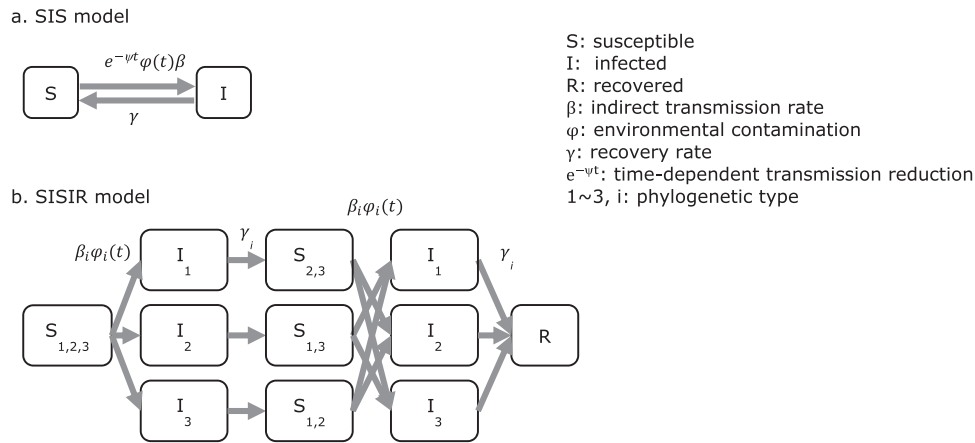 a. SIS model
e^{−ψt}φ(t)β
S
I
γ
S: susceptible
I: infected
R: recovered
β: indirect transmission rate
φ: environmental contamination
γ: recovery rate
e^{−ψt}: time-dependent transmission reduction
1~3, i: phylogenetic type
b. SISIR model
β_iφ_i(t)
β_iφ_i(t)
γ_i
γ_i
I_1
S_{2,3}
I_1
S_{1,2,3}
I_2
S_{1,3}
I_2
R
I_3
S_{1,2}
I_3